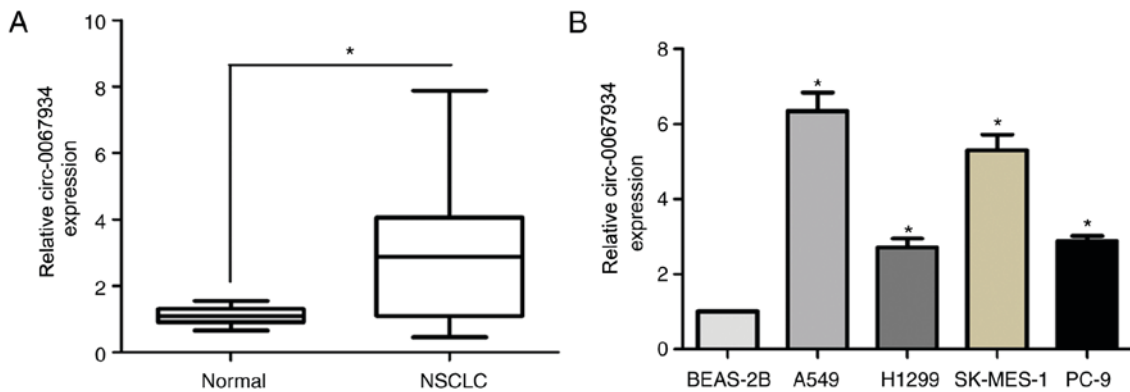 A
Relative circ-0067934
expression
10
8
6
4
2
0
*
Normal
NSCLC
B
Relative circ-0067934
expression
8
6
4
2
0
*
*
*
*
BEAS-2B
A549
H1299
SK-MES-1
PC-9